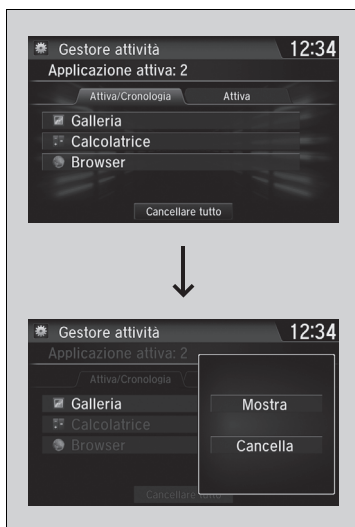 Gestore attività 12:34
Applicazione attiva: 2
Attiva/Cronologia Attiva
Galleria
Calcolatrice
Browser
Cancellare tutto
Gestore attività 12:34
Applicazione attiva: 2
Attiva/Cronologia
Galleria Mostra
Calcolatrice
Browser Cancella
Cancellare tutto